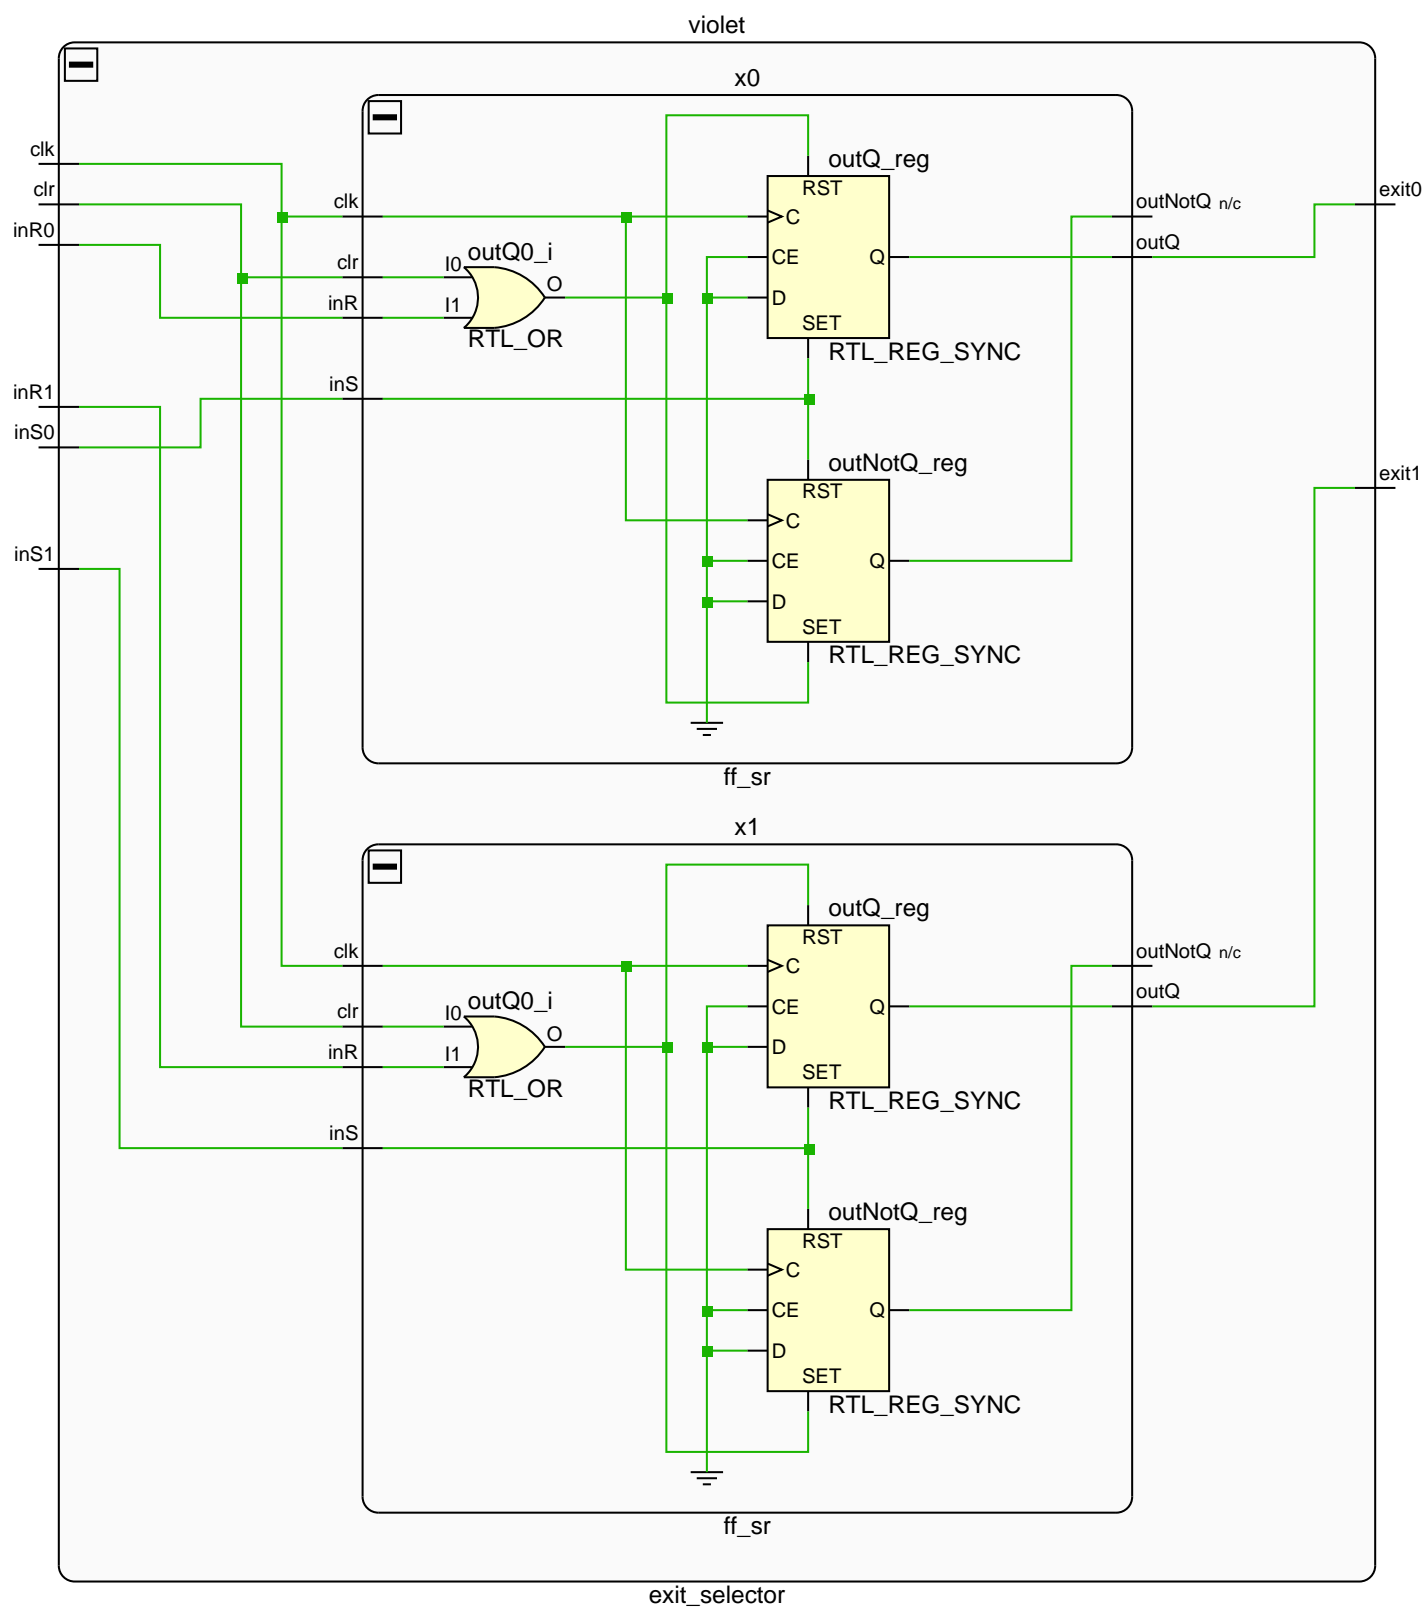 violet
x0
clk
clr
inR0
inR1
inS0
inS1
clk
clr
inR
inS
outQ0_i
I0
I1
O
RTL_OR
outQ_reg
RST
C
CE
D
Q
SET
RTL_REG_SYNC
outNotQ_reg
RST
C
CE
D
Q
SET
RTL_REG_SYNC
outNotQ n/c
outQ
exit0
exit1
ff_sr
x1
clk
clr
inR
inS
outQ0_i
I0
I1
O
RTL_OR
outQ_reg
RST
C
CE
D
Q
SET
RTL_REG_SYNC
outNotQ_reg
RST
C
CE
D
Q
SET
RTL_REG_SYNC
outNotQ n/c
outQ
ff_sr
exit_selector